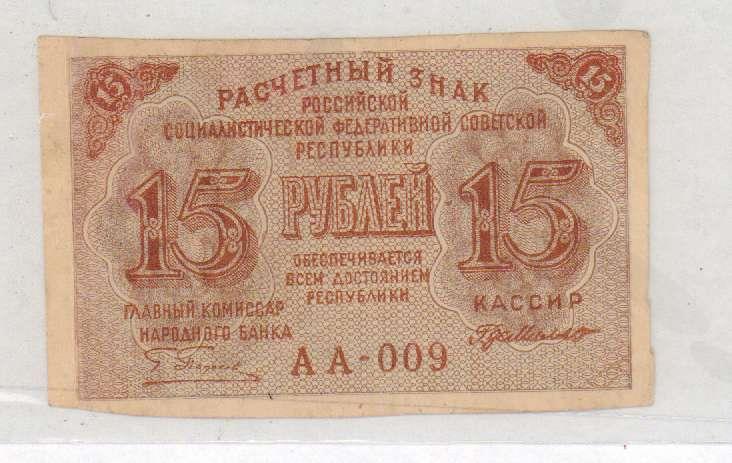 15
15
РАСЧЕТНЫЙ ЗНАК
РОССИЙСКОЙ
СОЦИАЛИСТИЧЕСКОЙ ФЕДЕРАТИВНОЙ СОВЕТСКОЙ
РЕСПУБЛИКИ
15 РУБЛЕЙ 15
ОБЕСПЕЧИВАЕТСЯ
ВСЕМ ДОСТОЯНИЕМ
РЕСПУБЛИКИ
ГЛАВНЫЙ КОМИССАР
НАРОДНОГО БАНКА
КАССИР
АА-009